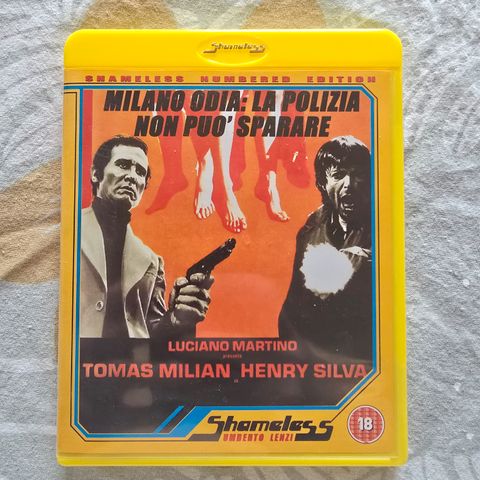 Shameless
SHAMELESS NUMBERED EDITION
MILANO ODIA: LA POLIZIA
NON PUO' SPARARE
LUCIANO MARTINO
presenta
TOMAS MILIAN HENRY SILVA
in
Shameless
UMBERTO LENZI
18